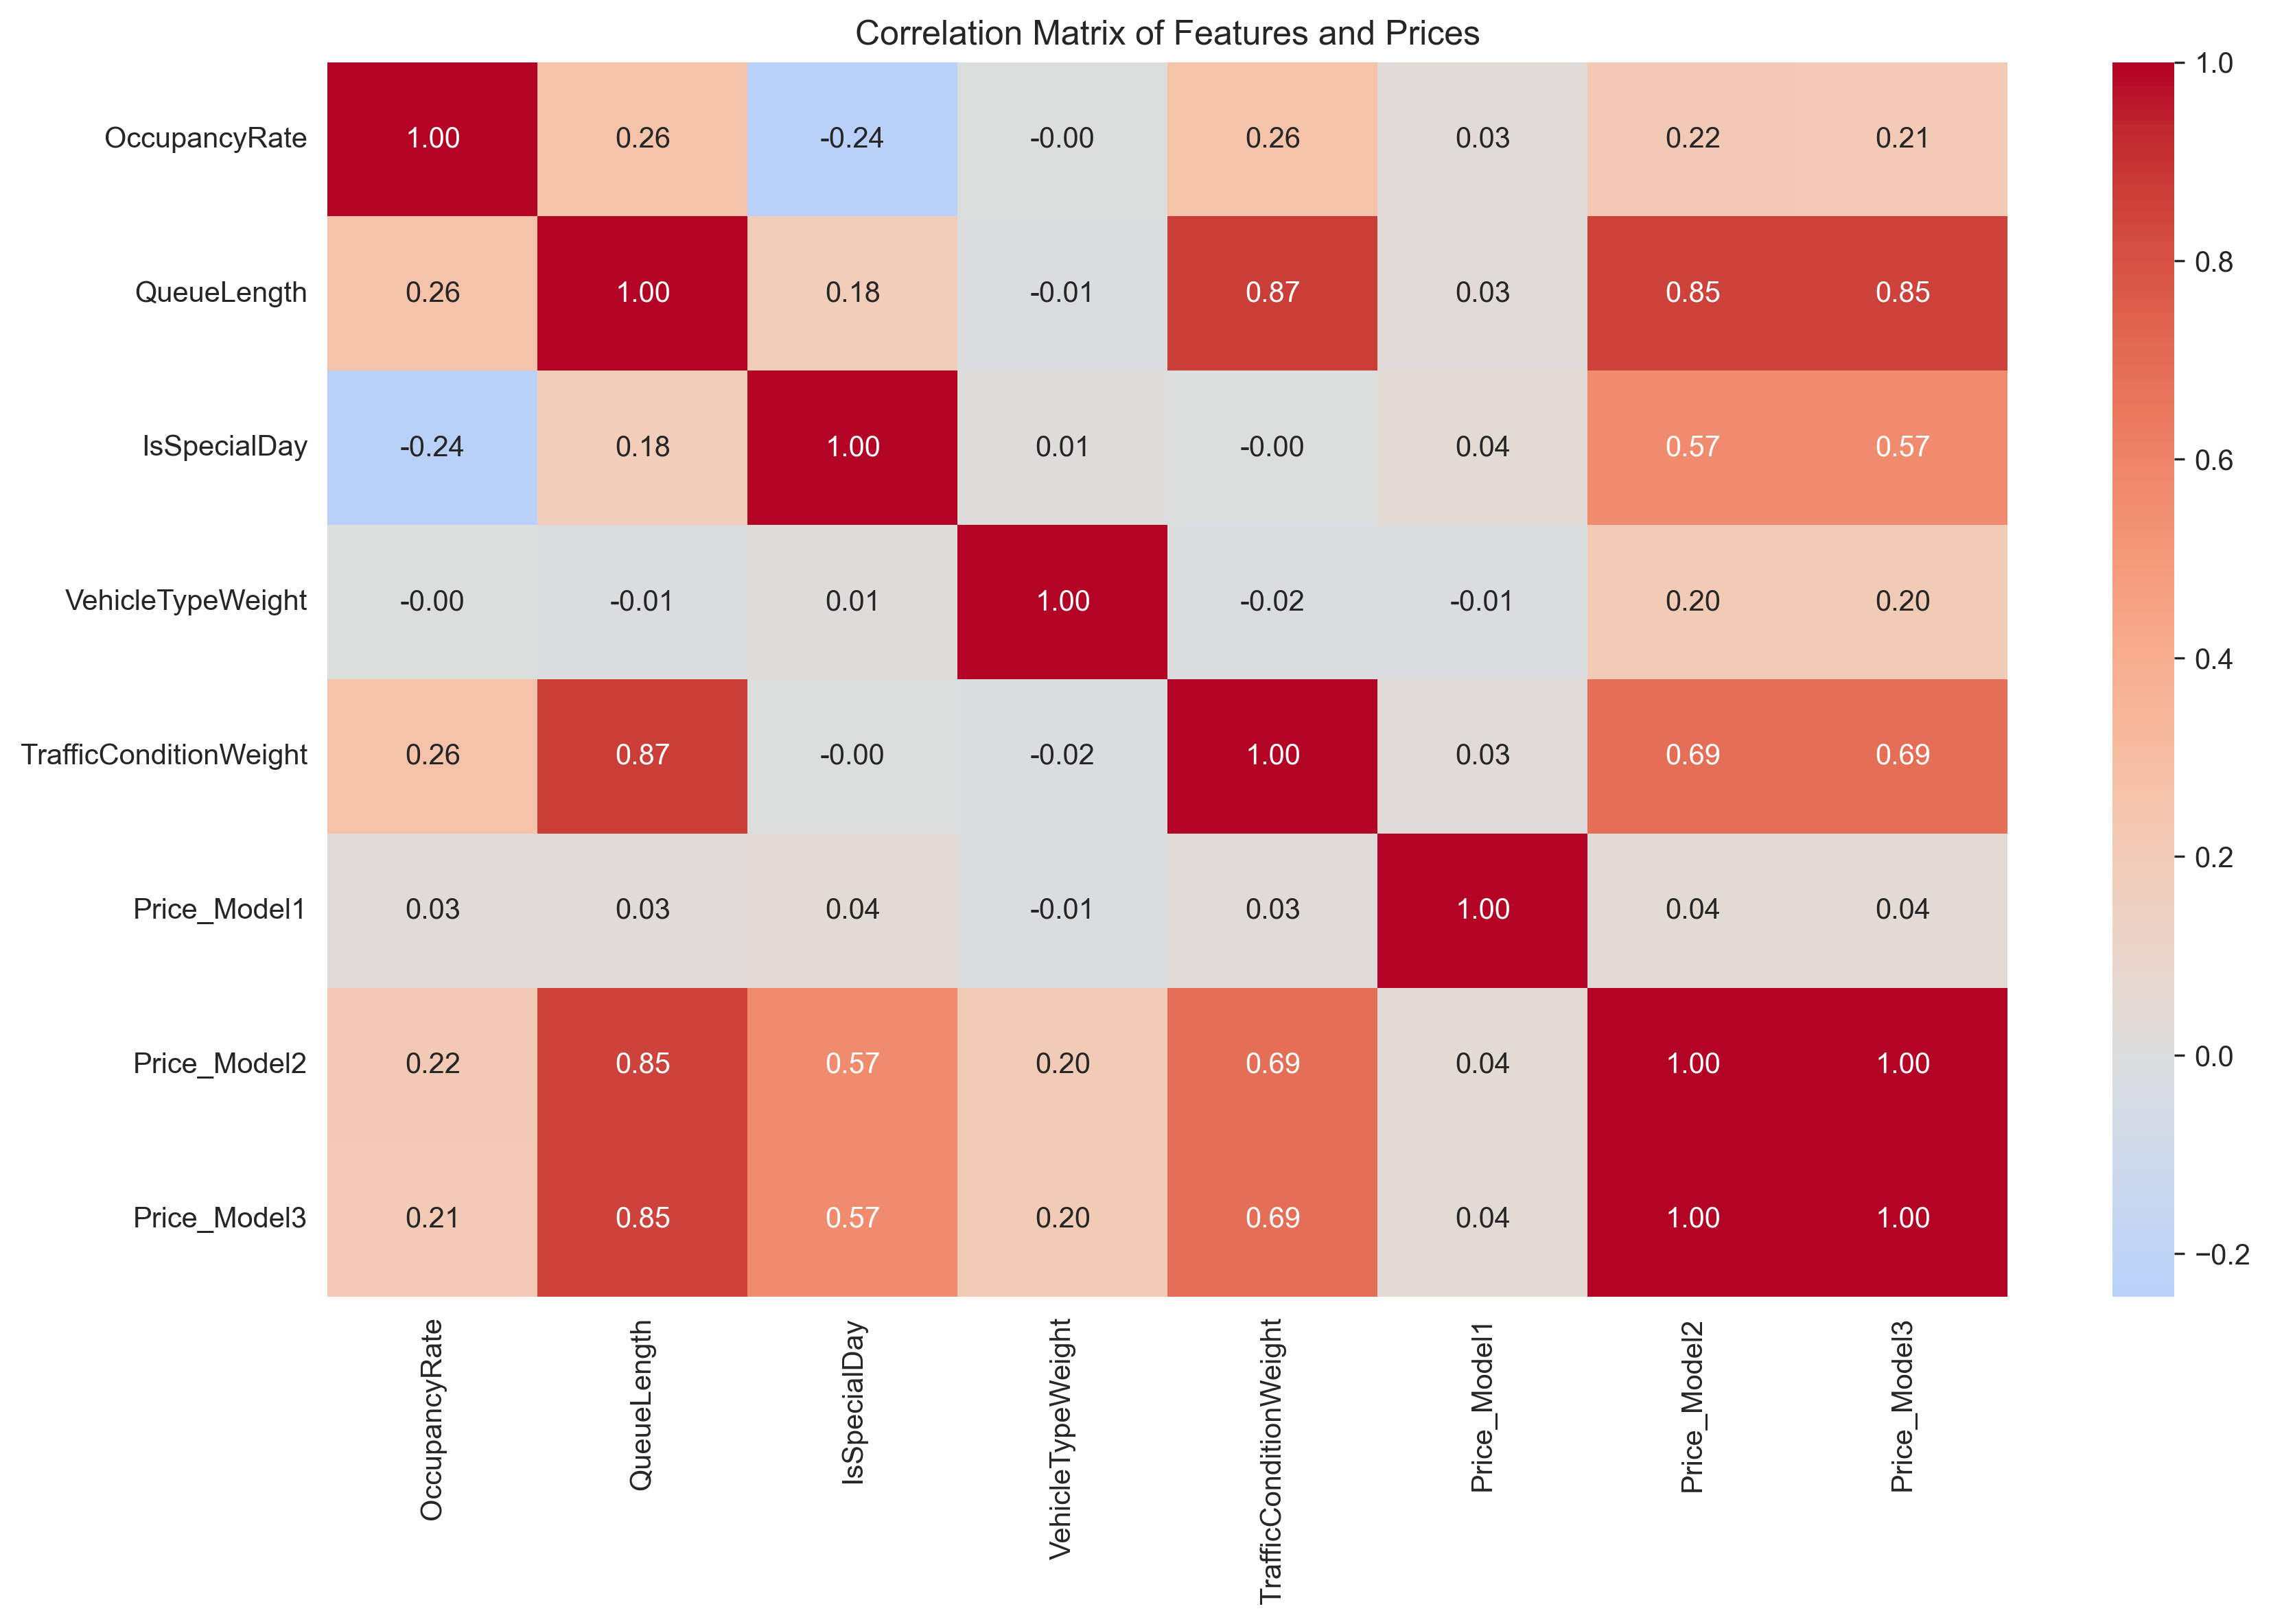 Correlation Matrix of Features and Prices
OccupancyRate 1.00 0.26 -0.24 -0.00 0.26 0.03 0.22 0.21
QueueLength 0.26 1.00 0.18 -0.01 0.87 0.03 0.85 0.85
IsSpecialDay -0.24 0.18 1.00 0.01 -0.00 0.04 0.57 0.57
VehicleTypeWeight -0.00 -0.01 0.01 1.00 -0.02 -0.01 0.20 0.20
TrafficConditionWeight 0.26 0.87 -0.00 -0.02 1.00 0.03 0.69 0.69
Price_Model1 0.03 0.03 0.04 -0.01 0.03 1.00 0.04 0.04
Price_Model2 0.22 0.85 0.57 0.20 0.69 0.04 1.00 1.00
Price_Model3 0.21 0.85 0.57 0.20 0.69 0.04 1.00 1.00
OccupancyRate
QueueLength
IsSpecialDay
VehicleTypeWeight
TrafficConditionWeight
Price_Model1
Price_Model2
Price_Model3
1.0
0.8
0.6
0.4
0.2
0.0
−0.2